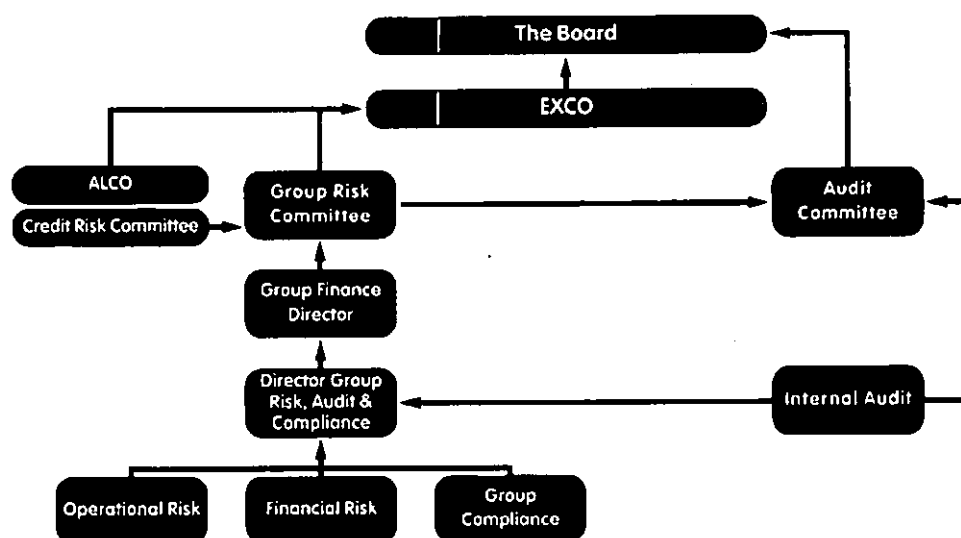 The Board
EXCO
ALCO
Credit Risk Committee
Group Risk
Committee
Audit
Committee
Group Finance
Director
Director Group
Risk, Audit &
Compliance
Internal Audit
Operational Risk
Financial Risk
Group
Compliance